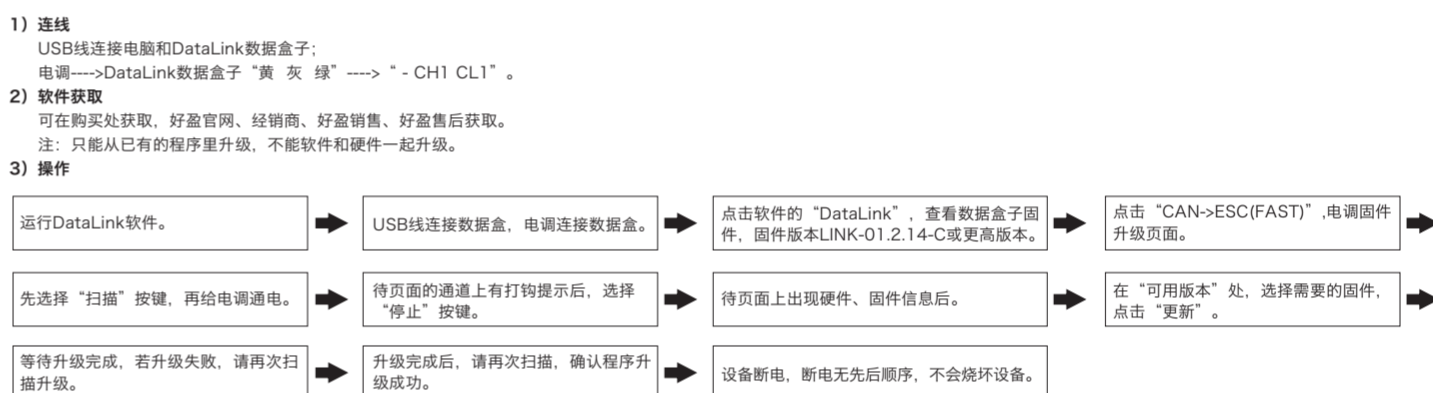 1）连线
USB线连接电脑和DataLink数据盒子；
电调---->DataLink数据盒子“黄 灰 绿”---->“ - CH1 CL1”。
2）软件获取
可在购买处获取，好盈官网、经销商、好盈销售、好盈售后获取。
注：只能从已有的程序里升级，不能软件和硬件一起升级。
3）操作
运行DataLink软件。
USB线连接数据盒，电调连接数据盒。
点击软件的“DataLink”，查看数据盒子固
件，固件版本LINK-01.2.14-C或更高版本。
点击“CAN->ESC(FAST)”,电调固件
升级页面。
先选择“扫描”按键，再给电调通电。
待页面的通道上有打钩提示后，选择
“停止”按键。
待页面上出现硬件、固件信息后。
在“可用版本”处，选择需要的固件，
点击“更新”。
等待升级完成，若升级失败，请再次扫
描升级。
升级完成后，请再次扫描，确认程序升
级成功。
设备断电，断电无先后顺序，不会烧坏设备。